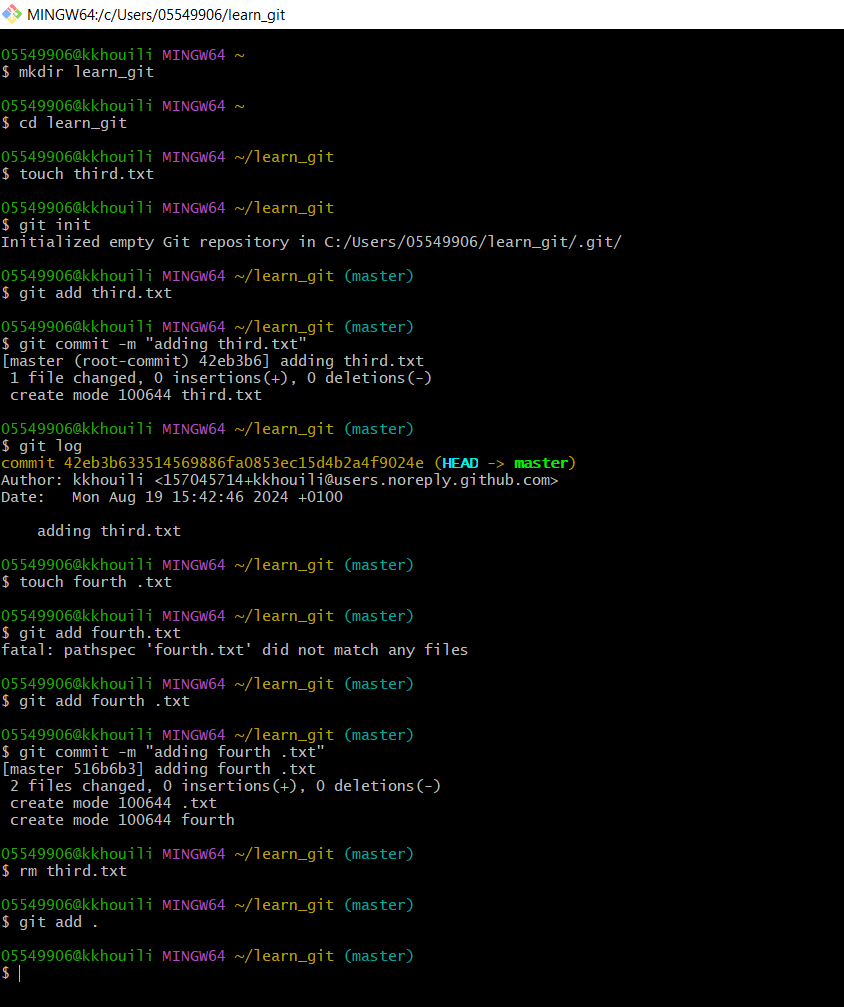 MINGW64:/c/Users/05549906/learn_git
05549906@kkhouili MINGW64 ~
$ mkdir learn_git
05549906@kkhouili MINGW64 ~
$ cd learn_git
05549906@kkhouili MINGW64 ~/learn_git
$ touch third.txt
05549906@kkhouili MINGW64 ~/learn_git
$ git init
Initialized empty Git repository in C:/Users/05549906/learn_git/.git/
05549906@kkhouili MINGW64 ~/learn_git (master)
$ git add third.txt
05549906@kkhouili MINGW64 ~/learn_git (master)
$ git commit -m "adding third.txt"
[master (root-commit) 42eb3b6] adding third.txt
 1 file changed, 0 insertions(+), 0 deletions(-)
 create mode 100644 third.txt
05549906@kkhouili MINGW64 ~/learn_git (master)
$ git log
commit 42eb3b633514569886fa0853ec15d4b2a4f9024e (HEAD -> master)
Author: kkhouili <157045714+kkhouili@users.noreply.github.com>
Date:   Mon Aug 19 15:42:46 2024 +0100
    adding third.txt
05549906@kkhouili MINGW64 ~/learn_git (master)
$ touch fourth .txt
05549906@kkhouili MINGW64 ~/learn_git (master)
$ git add fourth.txt
fatal: pathspec 'fourth.txt' did not match any files
05549906@kkhouili MINGW64 ~/learn_git (master)
$ git add fourth .txt
05549906@kkhouili MINGW64 ~/learn_git (master)
$ git commit -m "adding fourth .txt"
[master 516b6b3] adding fourth .txt
 2 files changed, 0 insertions(+), 0 deletions(-)
 create mode 100644 .txt
 create mode 100644 fourth
05549906@kkhouili MINGW64 ~/learn_git (master)
$ rm third.txt
05549906@kkhouili MINGW64 ~/learn_git (master)
$ git add .
05549906@kkhouili MINGW64 ~/learn_git (master)
$